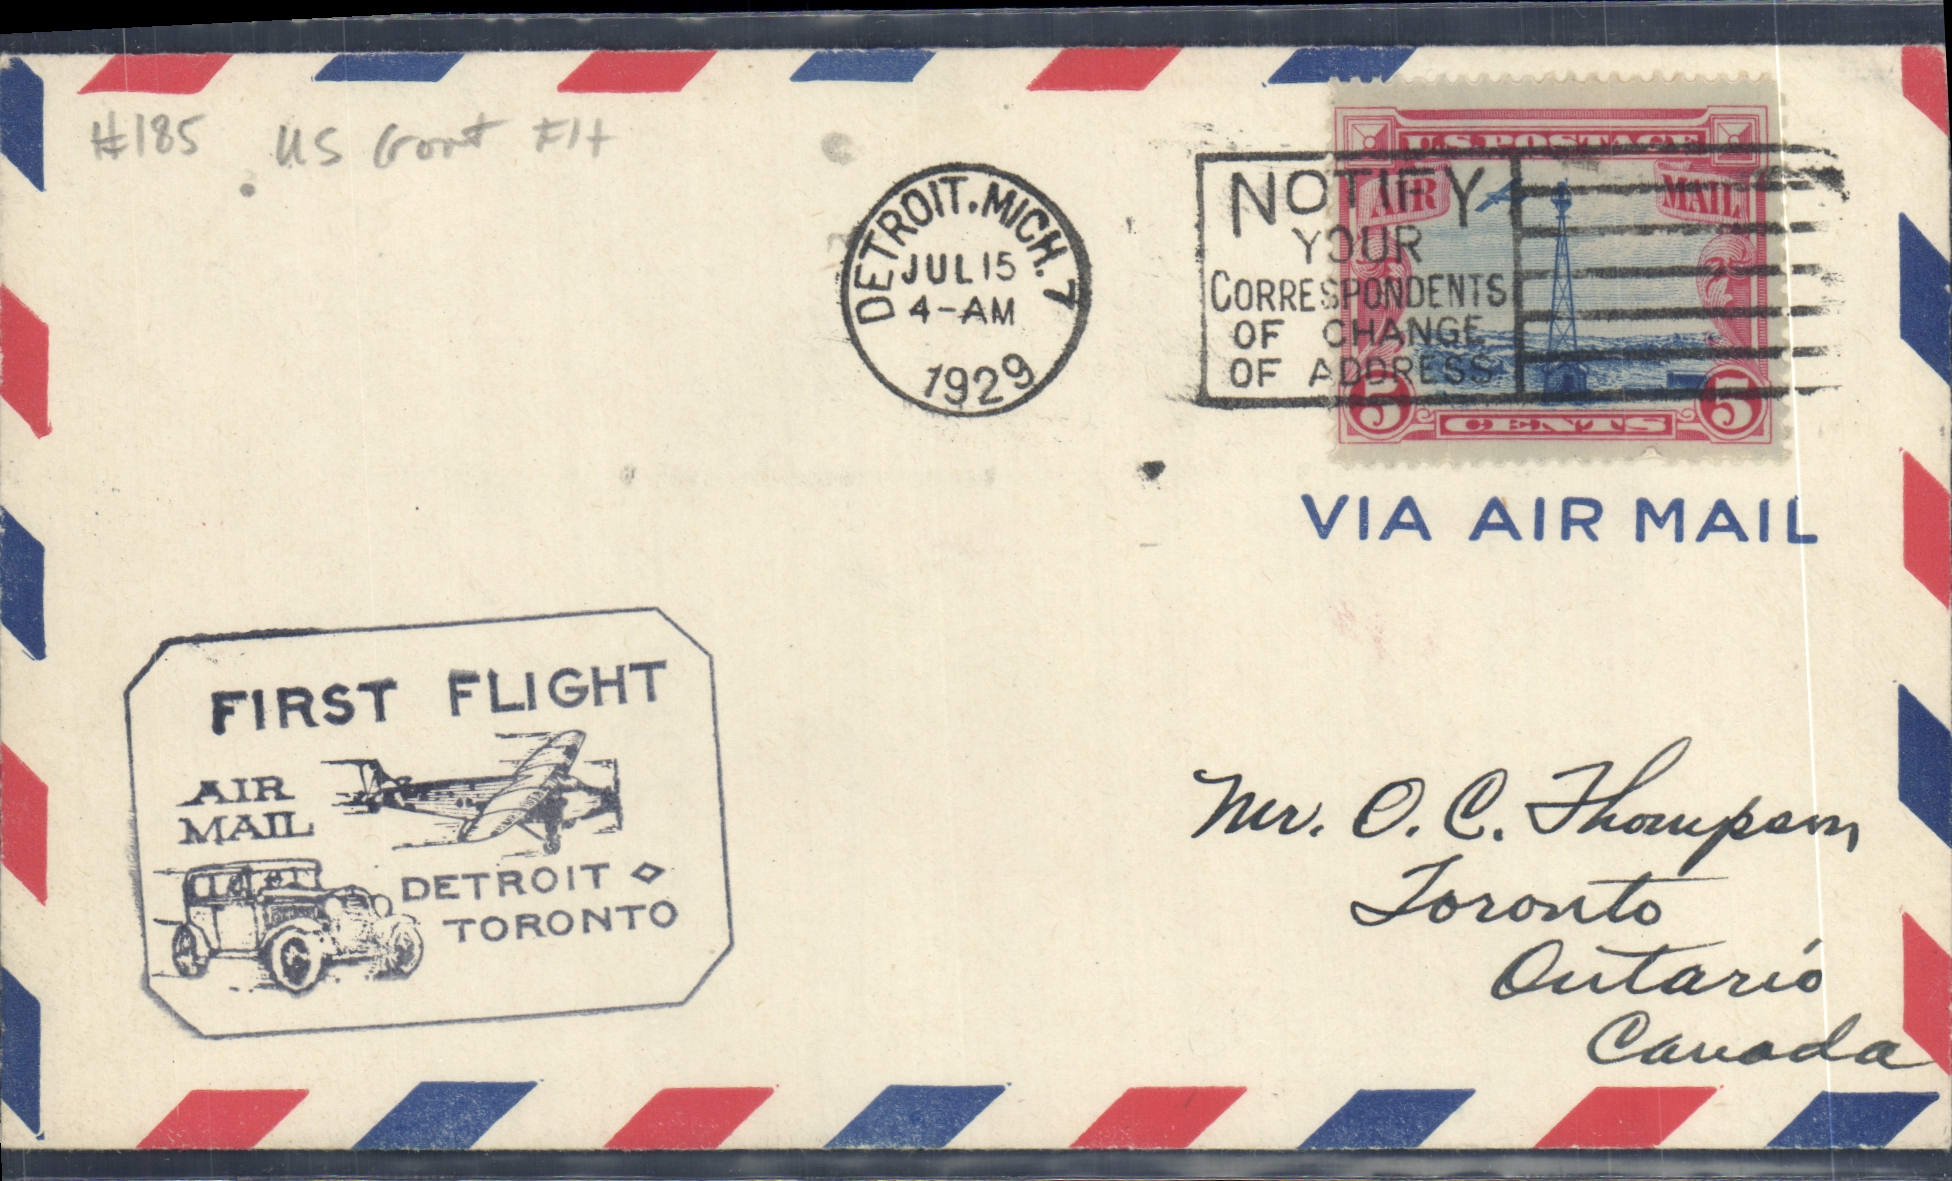 #185 US Govt Flt
DETROIT, MICH. 7
JUL 15
4-AM
1929
NOTIFY
YOUR
CORRESPONDENTS
OF CHANGE
OF ADDRESS
U.S. POSTAGE
AIR MAIL
5 CENTS 5
VIA AIR MAIL
FIRST FLIGHT
AIR
MAIL
DETROIT
TORONTO
Mr. O. C. Thompson
Toronto
Ontario
Canada